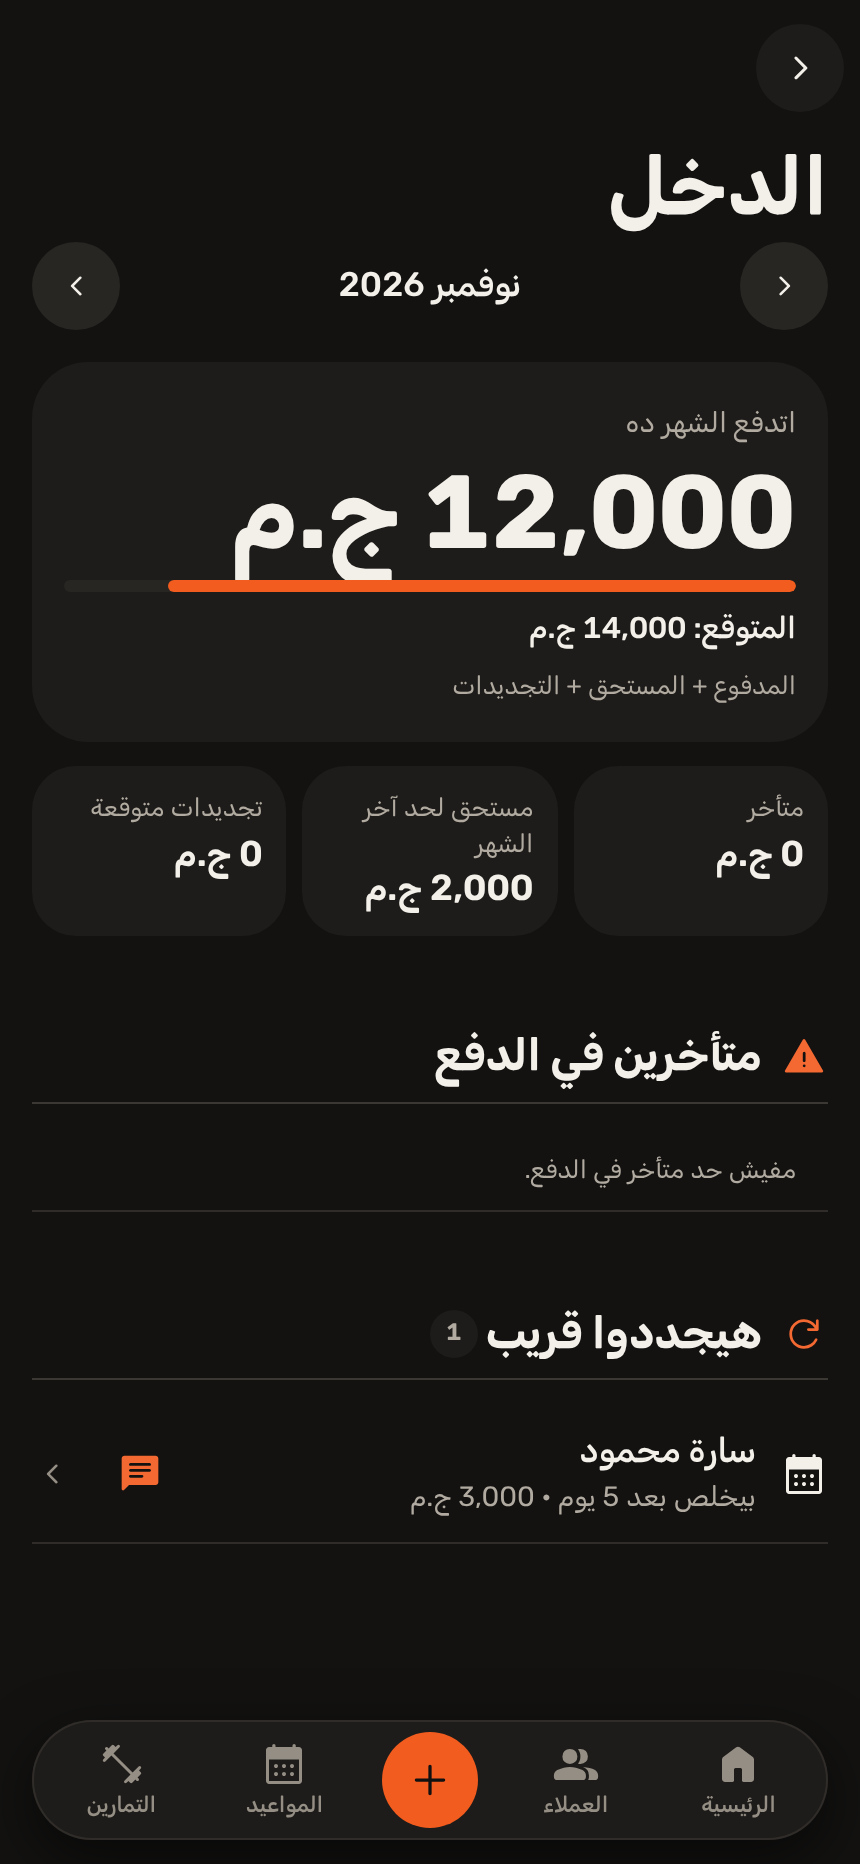 الدخل
نوفمبر 2026
اتدفع الشهر ده
12,000 ج.م
المتوقع: 14,000 ج.م
المدفوع + المستحق + التجديدات
متأخر
0 ج.م
مستحق لحد آخر
الشهر
2,000 ج.م
تجديدات متوقعة
0 ج.م
متأخرين في الدفع
مفيش حد متأخر في الدفع.
هيجددوا قريب 1
سارة محمود
بيخلص بعد 5 يوم • 3,000 ج.م
الرئيسية
العملاء
المواعيد
التمارين